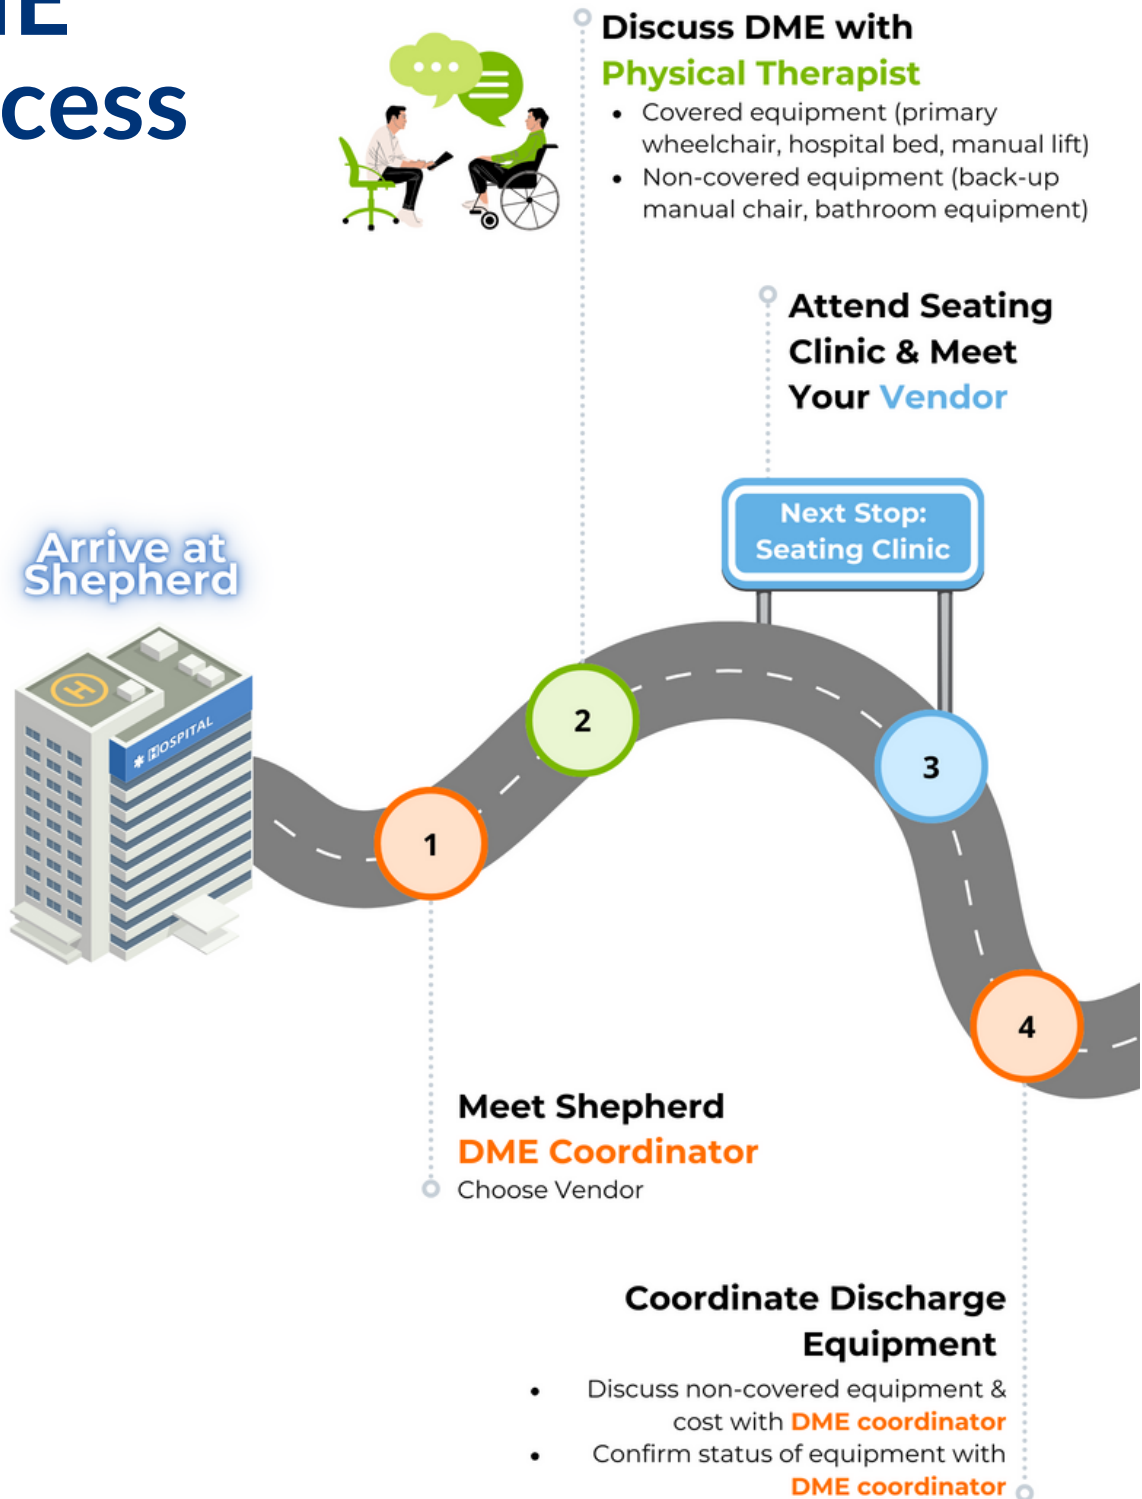 cess
Discuss DME with
Physical Therapist
• Covered equipment (primary
wheelchair, hospital bed, manual lift)
• Non-covered equipment (back-up
manual chair, bathroom equipment)
Attend Seating
Clinic & Meet
Your Vendor
Next Stop:
Seating Clinic
Arrive at
Shepherd
H
HOSPITAL
2
3
1
4
Meet Shepherd
DME Coordinator
Choose Vendor
Coordinate Discharge
Equipment
• Discuss non-covered equipment &
cost with DME coordinator
• Confirm status of equipment with
DME coordinator